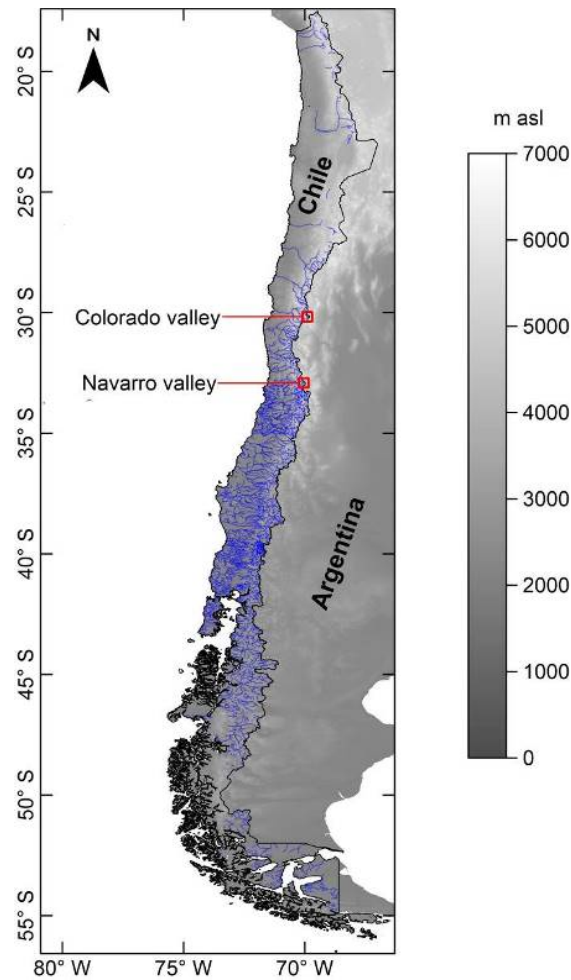 N
20° S
25° S
30° S
35° S
40° S
45° S
50° S
55° S
80° W
75° W
70° W
Chile
Argentina
Colorado valley
Navarro valley
m asl
7000
6000
5000
4000
3000
2000
1000
0